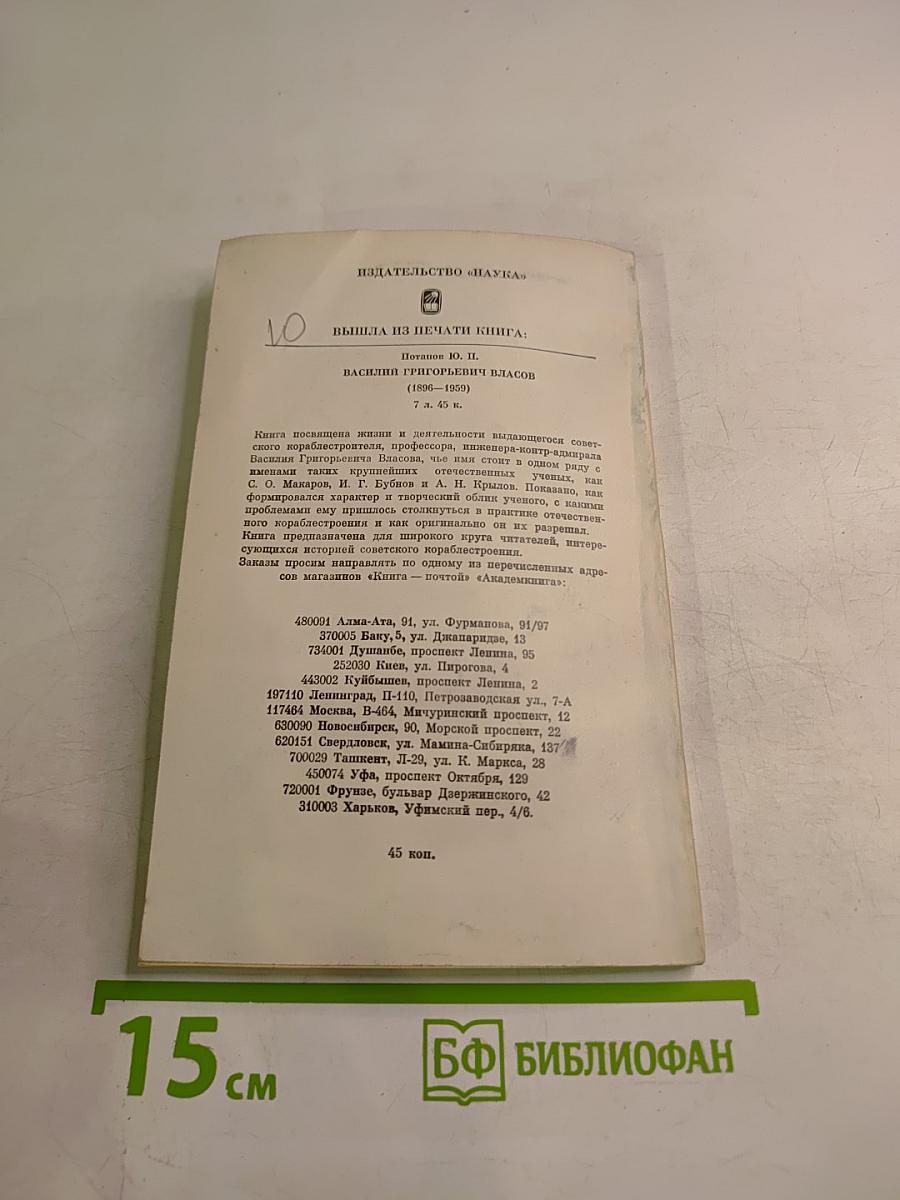 ИЗДАТЕЛЬСТВО «НАУКА»
10
ВЫШЛА ИЗ ПЕЧАТИ КНИГА:
Потапов Ю. П.
ВАСИЛИЙ ГРИГОРЬЕВИЧ ВЛАСОВ
(1896—1959)
7 л. 45 к.
Книга посвящена жизни и деятельности выдающегося совет-
ского кораблестроителя, профессора, инженера-контр-адмирала
Василия Григорьевича Власова, чье имя стоит в одном ряду с
именами таких крупнейших отечественных ученых, как
С. О. Макаров, И. Г. Бубнов и А. Н. Крылов. Показано, как
формировался характер и творческий облик ученого, с какими
проблемами ему пришлось столкнуться в практике отечествен-
ного кораблестроения и как оригинально он их разрешал.
Книга предназначена для широкого круга читателей, интере-
сующихся историей советского кораблестроения.
Заказы просим направлять по одному из перечисленных адре-
сов магазинов «Книга — почтой» «Академкнига»:
480091 Алма-Ата, 91, ул. Фурманова, 91/97
370005 Баку, 5, ул. Джапаридзе, 13
734001 Душанбе, проспект Ленина, 95
252030 Киев, ул. Пирогова, 4
443002 Куйбышев, проспект Ленина, 2
197110 Ленинград, П-110, Петрозаводская ул., 7-А
117464 Москва, В-464, Мичуринский проспект, 12
630090 Новосибирск, 90, Морской проспект, 22
620151 Свердловск, ул. Мамина-Сибиряка, 137
700029 Ташкент, Л-29, ул. К. Маркса, 28
450074 Уфа, проспект Октября, 129
720001 Фрунзе, бульвар Дзержинского, 42
310003 Харьков, Уфимский пер., 4/6.
45 коп.
15 см
БФ БИБЛИОФАН